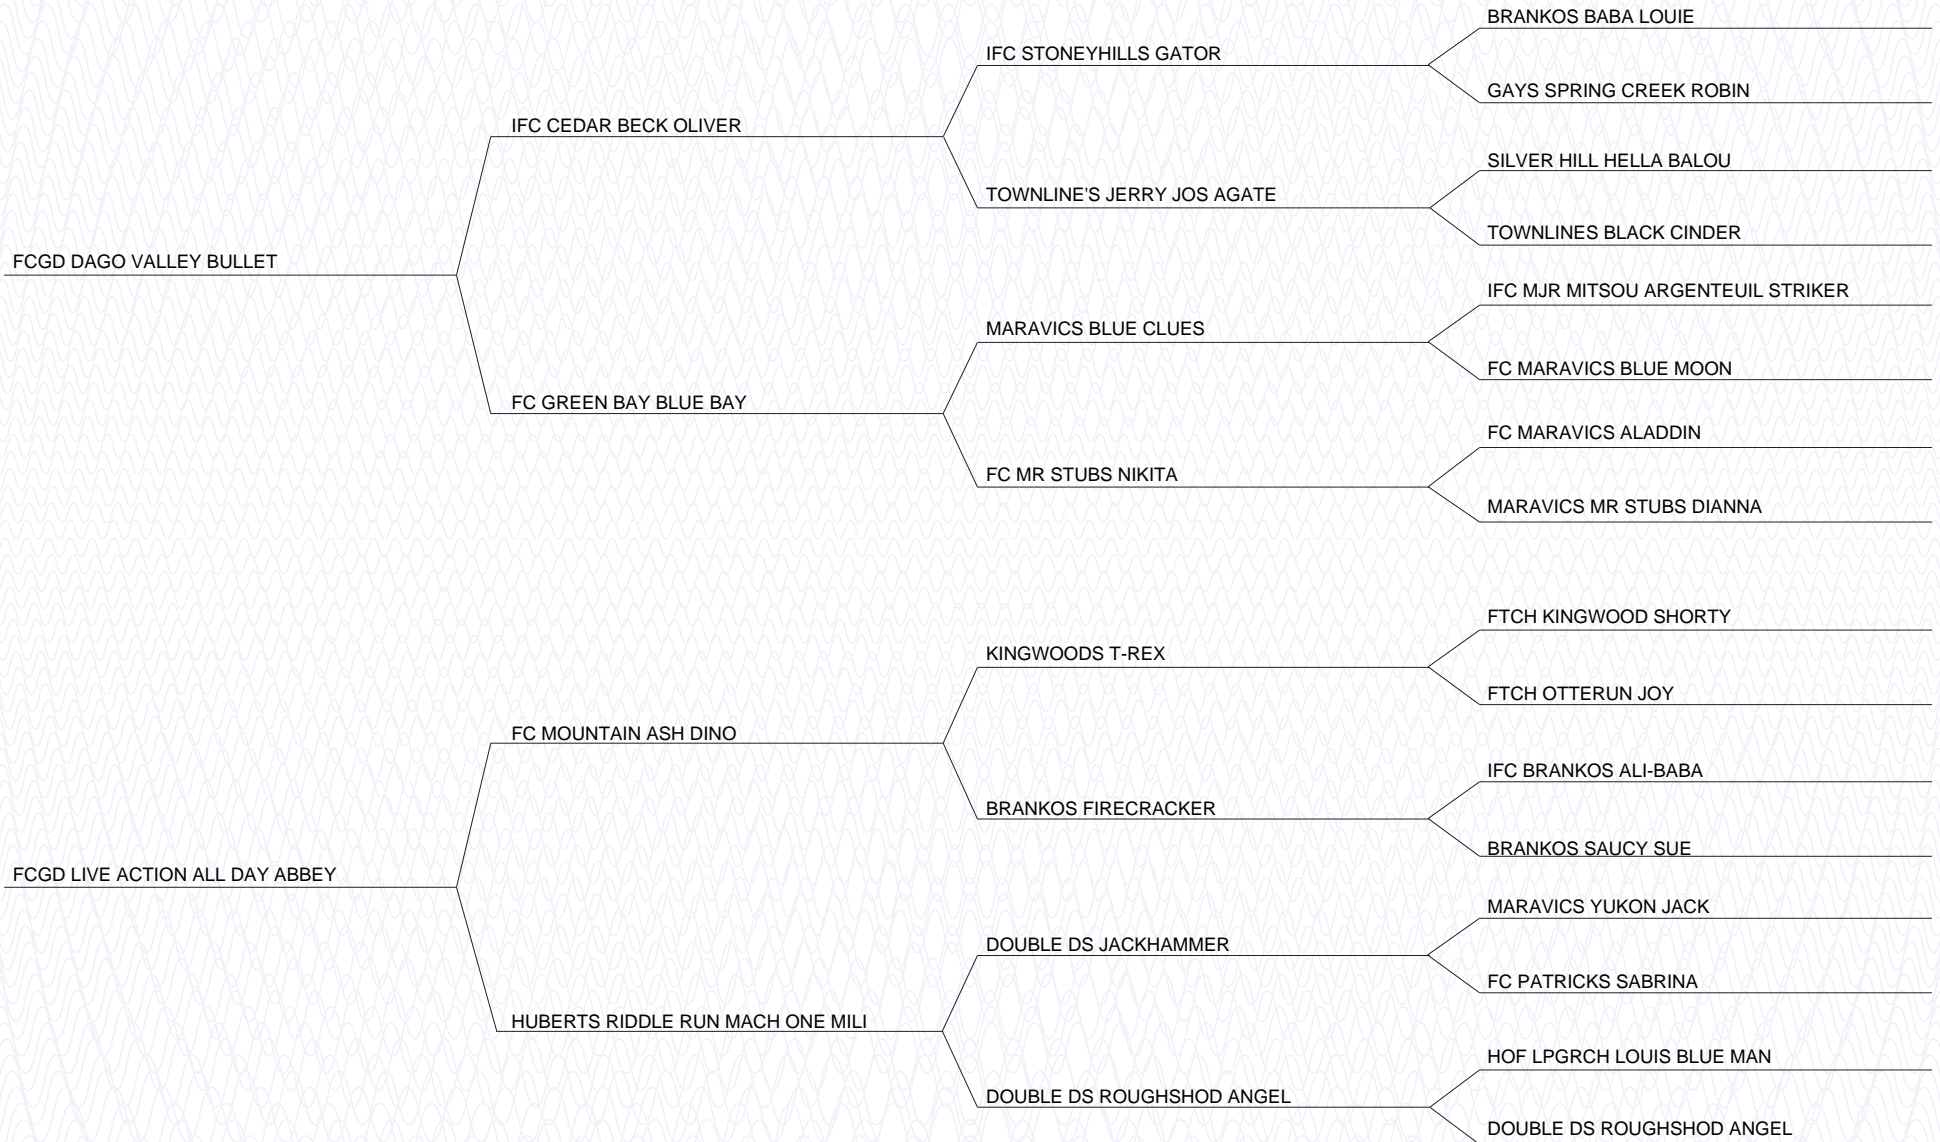 BRANKOS BABA LOUIE
IFC STONEYHILLS GATOR
GAYS SPRING CREEK ROBIN
IFC CEDAR BECK OLIVER
SILVER HILL HELLA BALOU
TOWNLINE'S JERRY JOS AGATE
TOWNLINES BLACK CINDER
FCGD DAGO VALLEY BULLET
IFC MJR MITSOU ARGENTEUIL STRIKER
MARAVICS BLUE CLUES
FC MARAVICS BLUE MOON
FC GREEN BAY BLUE BAY
FC MARAVICS ALADDIN
FC MR STUBS NIKITA
MARAVICS MR STUBS DIANNA
FTCH KINGWOOD SHORTY
KINGWOODS T-REX
FTCH OTTERUN JOY
FC MOUNTAIN ASH DINO
IFC BRANKOS ALI-BABA
BRANKOS FIRECRACKER
BRANKOS SAUCY SUE
FCGD LIVE ACTION ALL DAY ABBEY
MARAVICS YUKON JACK
DOUBLE DS JACKHAMMER
FC PATRICKS SABRINA
HUBERTS RIDDLE RUN MACH ONE MILI
HOF LPGRCH LOUIS BLUE MAN
DOUBLE DS ROUGHSHOD ANGEL
DOUBLE DS ROUGHSHOD ANGEL